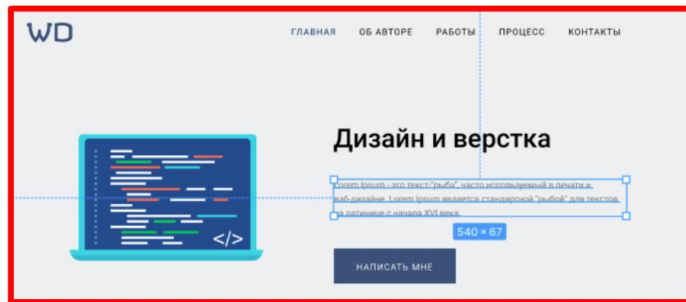 WD
ГЛАВНАЯ ОБ АВТОРЕ РАБОТЫ ПРОЦЕСС КОНТАКТЫ
Дизайн и верстка
Lorem Ipsum - это текст-"рыба", часто используемый в печати и
вэб-дизайне. Lorem Ipsum является стандартной "рыбой" для текстов
на латинице с начала XVI века.
540 × 67
</>
НАПИСАТЬ МНЕ